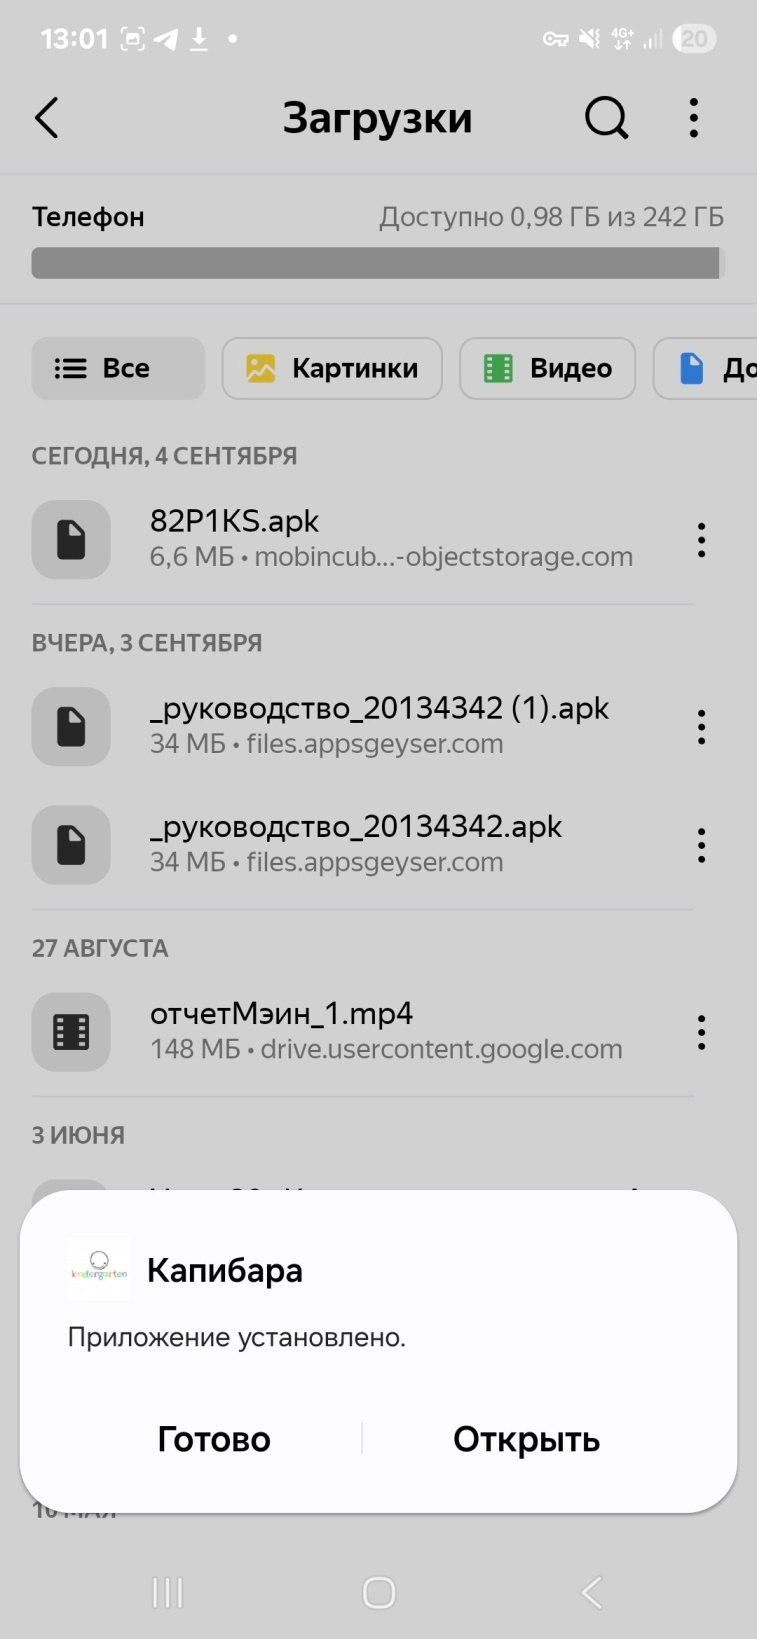 13:01
4G+
20
Загрузки
Телефон
Доступно 0,98 ГБ из 242 ГБ
Все
Картинки
Видео
До
СЕГОДНЯ, 4 СЕНТЯБРЯ
82P1KS.apk
6,6 МБ • mobincub...-objectstorage.com
ВЧЕРА, 3 СЕНТЯБРЯ
_руководство_20134342 (1).apk
34 МБ • files.appsgeyser.com
_руководство_20134342.apk
34 МБ • files.appsgeyser.com
27 АВГУСТА
отчетМэин_1.mp4
148 МБ • drive.usercontent.google.com
3 ИЮНЯ
kindergarten
Капибара
Приложение установлено.
Готово
Открыть